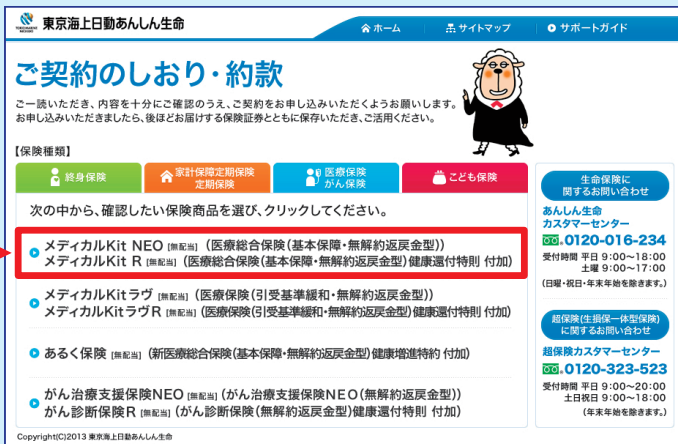 東京海上日動あんしん生命
ホーム
サイトマップ
サポートガイド
ご契約のしおり・約款
ご一読いただき、内容を十分にご確認のうえ、ご契約をお申し込みいただくようお願いします。
お申し込みいただきましたら、後ほどお届けする保険証券とともに保存いただき、ご活用ください。
【保険種類】
終身保険
家計保障定期保険
定期保険
医療保険
がん保険
こども保険
次の中から、確認したい保険商品を選び、クリックしてください。
メディカルKit NEO [無配当] (医療総合保険(基本保障・無解約返戻金型))
メディカルKit R [無配当] (医療総合保険(基本保障・無解約返戻金型)健康還付特則 付加)
メディカルKitラヴ [無配当] (医療保険(引受基準緩和・無解約返戻金型))
メディカルKitラヴR [無配当] (医療保険(引受基準緩和・無解約返戻金型)健康還付特則 付加)
あるく保険 [無配当] (新医療総合保険(基本保障・無解約返戻金型)健康増進特約 付加)
がん治療支援保険NEO [無配当] (がん治療支援保険NEO(無解約返戻金型))
がん診断保険R [無配当] (がん診断保険(無解約返戻金型)健康還付特則 付加)
生命保険に
関するお問い合わせ
あんしん生命
カスタマーセンター
0120-016-234
受付時間 平日 9:00~18:00
土曜 9:00~17:00
(日曜・祝日・年末年始を除きます。)
超保険(生損保一体型保険)
に関するお問い合わせ
超保険カスタマーセンター
0120-323-523
受付時間 平日 9:00~20:00
土日祝日 9:00~18:00
(年末年始を除きます。)
Copyright(C)2013 東京海上日動あんしん生命